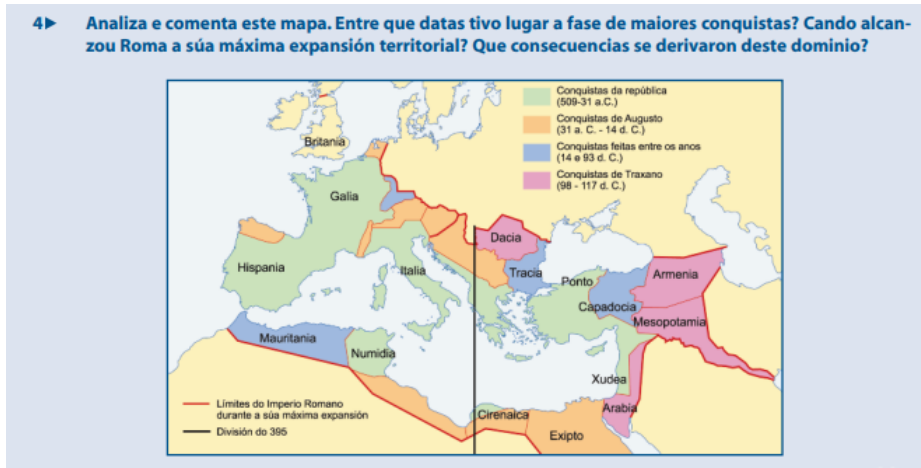 4▶ Analiza e comenta este mapa. Entre que datas tivo lugar a fase de maiores conquistas? Cando alcan-
zou Roma a súa máxima expansión territorial? Que consecuencias se derivaron deste dominio?
Conquistas da república
(509-31 a.C.)
Conquistas de Augusto
(31 a. C. - 14 d. C.)
Conquistas feitas entre os anos
(14 e 93 d. C.)
Conquistas de Traxano
(98 - 117 d. C.)
Britania
Galia
Dacia
Hispania
Italia
Tracia
Ponto
Armenia
Capadocia
Mesopotamia
Mauritania
Numidia
Xudea
Límites do Imperio Romano
durante a súa máxima expansión
División do 395
Cirenaica
Arabia
Exipto